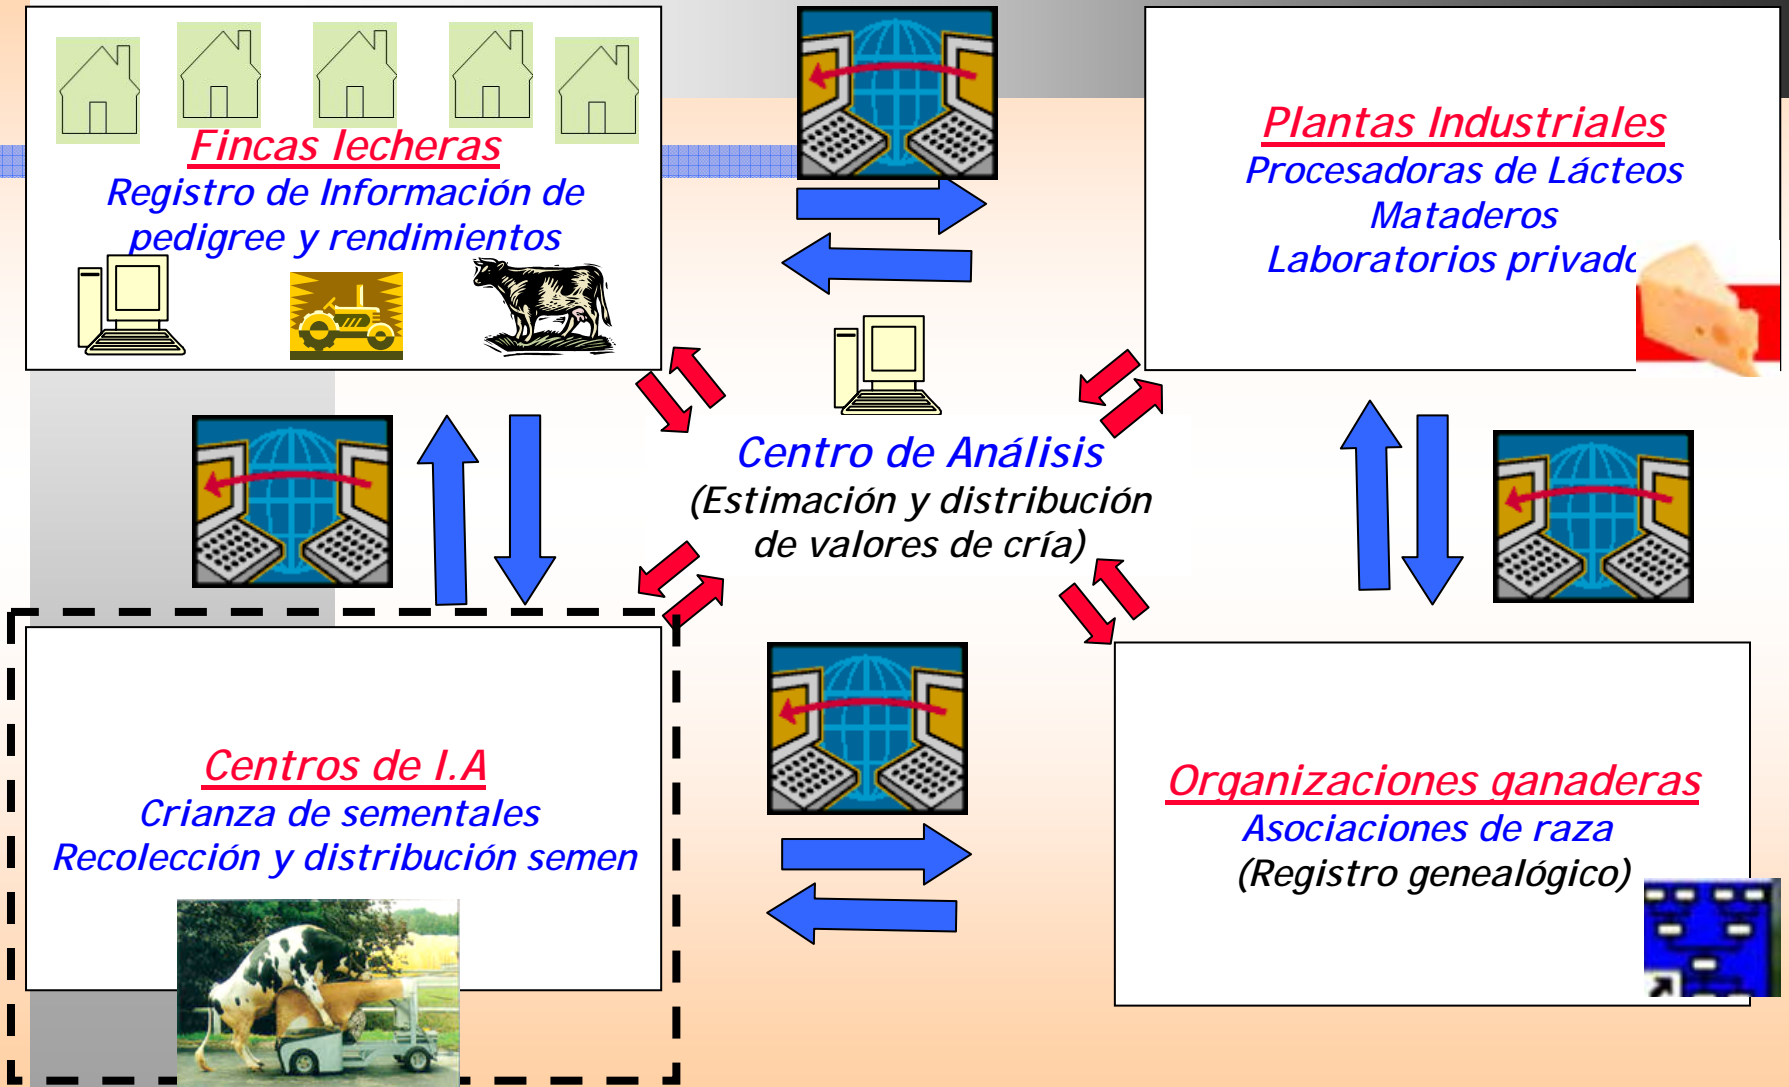 Fincas lecheras
Registro de Información de
pedigree y rendimientos
Plantas Industriales
Procesadoras de Lácteos
Mataderos
Laboratorios privado
Centro de Análisis
(Estimación y distribución
de valores de cría)
Centros de I.A
Crianza de sementales
Recolección y distribución semen
Organizaciones ganaderas
Asociaciones de raza
(Registro genealógico)